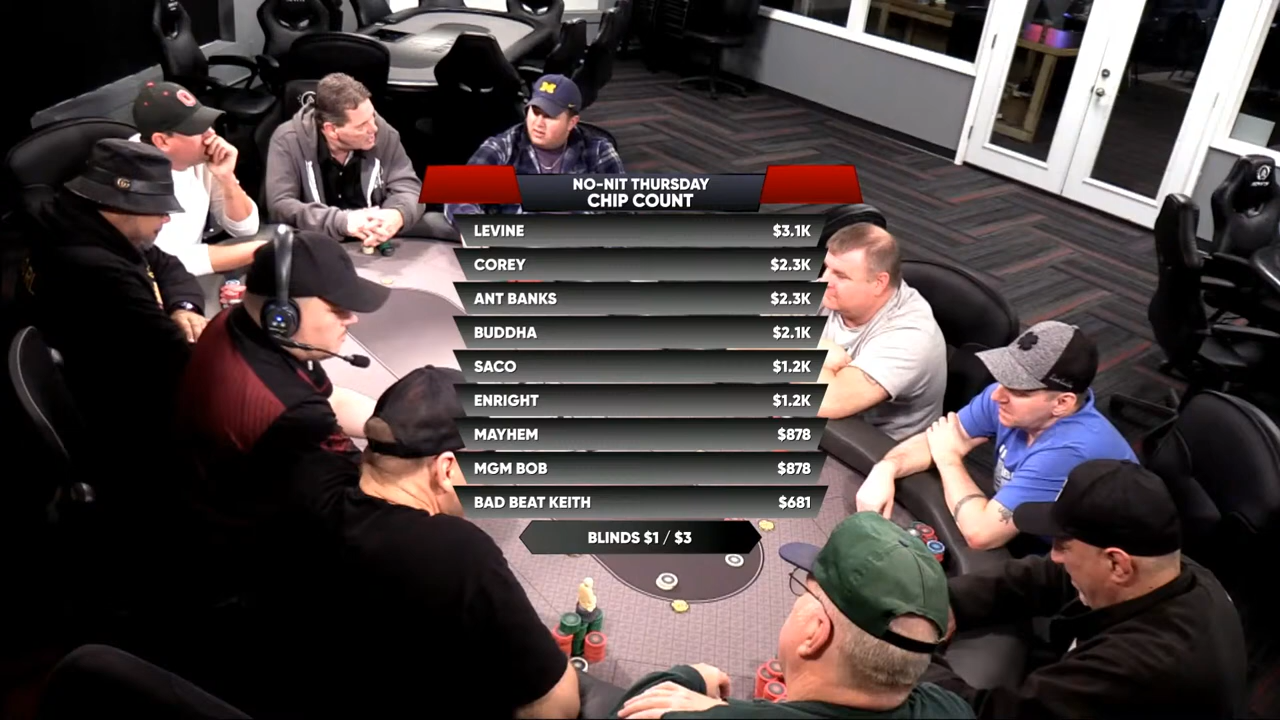 NO-NIT THURSDAY
CHIP COUNT
LEVINE $3.1K
COREY $2.3K
ANT BANKS $2.3K
BUDDHA $2.1K
SACO $1.2K
ENRIGHT $1.2K
MAYHEM $878
MGM BOB $878
BAD BEAT KEITH $681
BLINDS $1 / $3